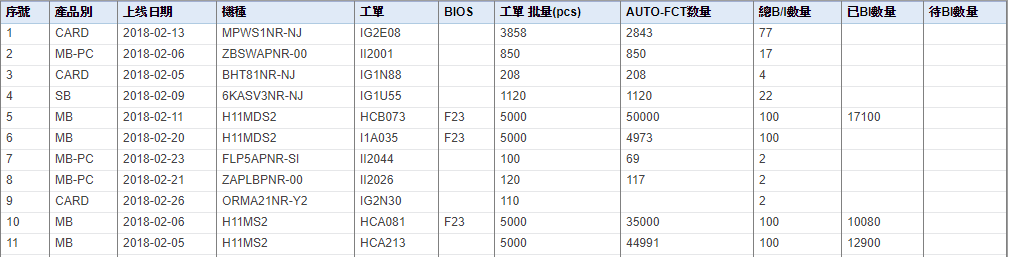 序號 產品別 上线日期 機種 工單 BIOS 工單 批量(pcs) AUTO-FCT数量 總B/I數量 已BI數量 待BI數量
1 CARD 2018-02-13 MPWS1NR-NJ IG2E08 3858 2843 77
2 MB-PC 2018-02-06 ZBSWAPNR-00 II2001 850 850 17
3 CARD 2018-02-05 BHT81NR-NJ IG1N88 208 208 4
4 SB 2018-02-09 6KASV3NR-NJ IG1U55 1120 1120 22
5 MB 2018-02-11 H11MDS2 HCB073 F23 5000 50000 100 17100
6 MB 2018-02-20 H11MDS2 I1A035 F23 5000 4973 100
7 MB-PC 2018-02-23 FLP5APNR-SI II2044 100 69 2
8 MB-PC 2018-02-21 ZAPLBPNR-00 II2026 120 117 2
9 CARD 2018-02-26 ORMA21NR-Y2 IG2N30 110 2
10 MB 2018-02-06 H11MS2 HCA081 F23 5000 35000 100 10080
11 MB 2018-02-05 H11MS2 HCA213 5000 44991 100 12900